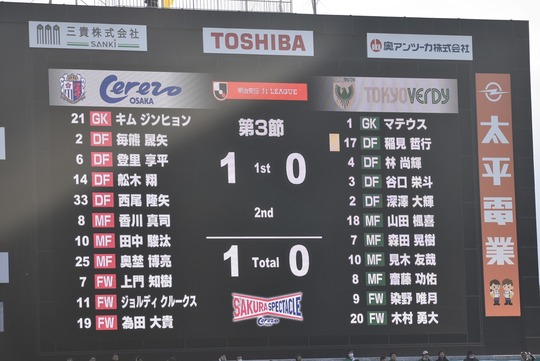 三貴株式会社
SANKI
TOSHIBA
奥アンツーカ株式会社
Cerezo
OSAKA
明治安田 J1 LEAGUE
TOKYO VERDY
21 GK キム ジンヒョン
2 DF 毎熊 晟矢
6 DF 登里 享平
14 DF 舩木 翔
33 DF 西尾 隆矢
8 MF 香川 真司
10 MF 田中 駿汰
25 MF 奥埜 博亮
7 FW 上門 知樹
11 FW ジョルディ クルークス
19 FW 為田 大貴
第3節
1 1st 0
2nd
1 Total 0
SAKURA SPECTACLE
Cerezo
1 GK マテウス
17 DF 稲見 哲行
4 DF 林 尚輝
3 DF 谷口 栄斗
2 DF 深澤 大輝
18 MF 山田 楓喜
7 MF 森田 晃樹
10 MF 見木 友哉
8 MF 齋藤 功佑
9 FW 染野 唯月
20 FW 木村 勇大
太平電業